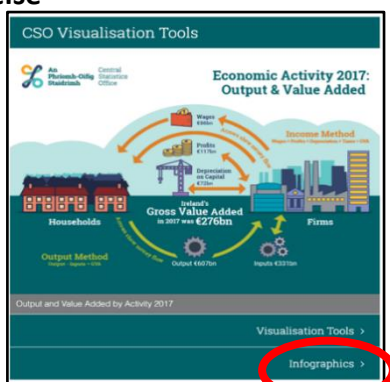 CSO Visualisation Tools
An
Phríomh-Oifig
Staidrimh
Central
Statistics
Office
Economic Activity 2017:
Output & Value Added
Wages
Income Method
Profits
€117bn
Depreciation
on Capital
€72bn
Ireland's
Gross Value Added
in 2017 was €276bn
Households
Firms
Output Method
Output €607bn
Inputs €331bn
Output and Value Added by Activity 2017
Visualisation Tools >
Infographics >